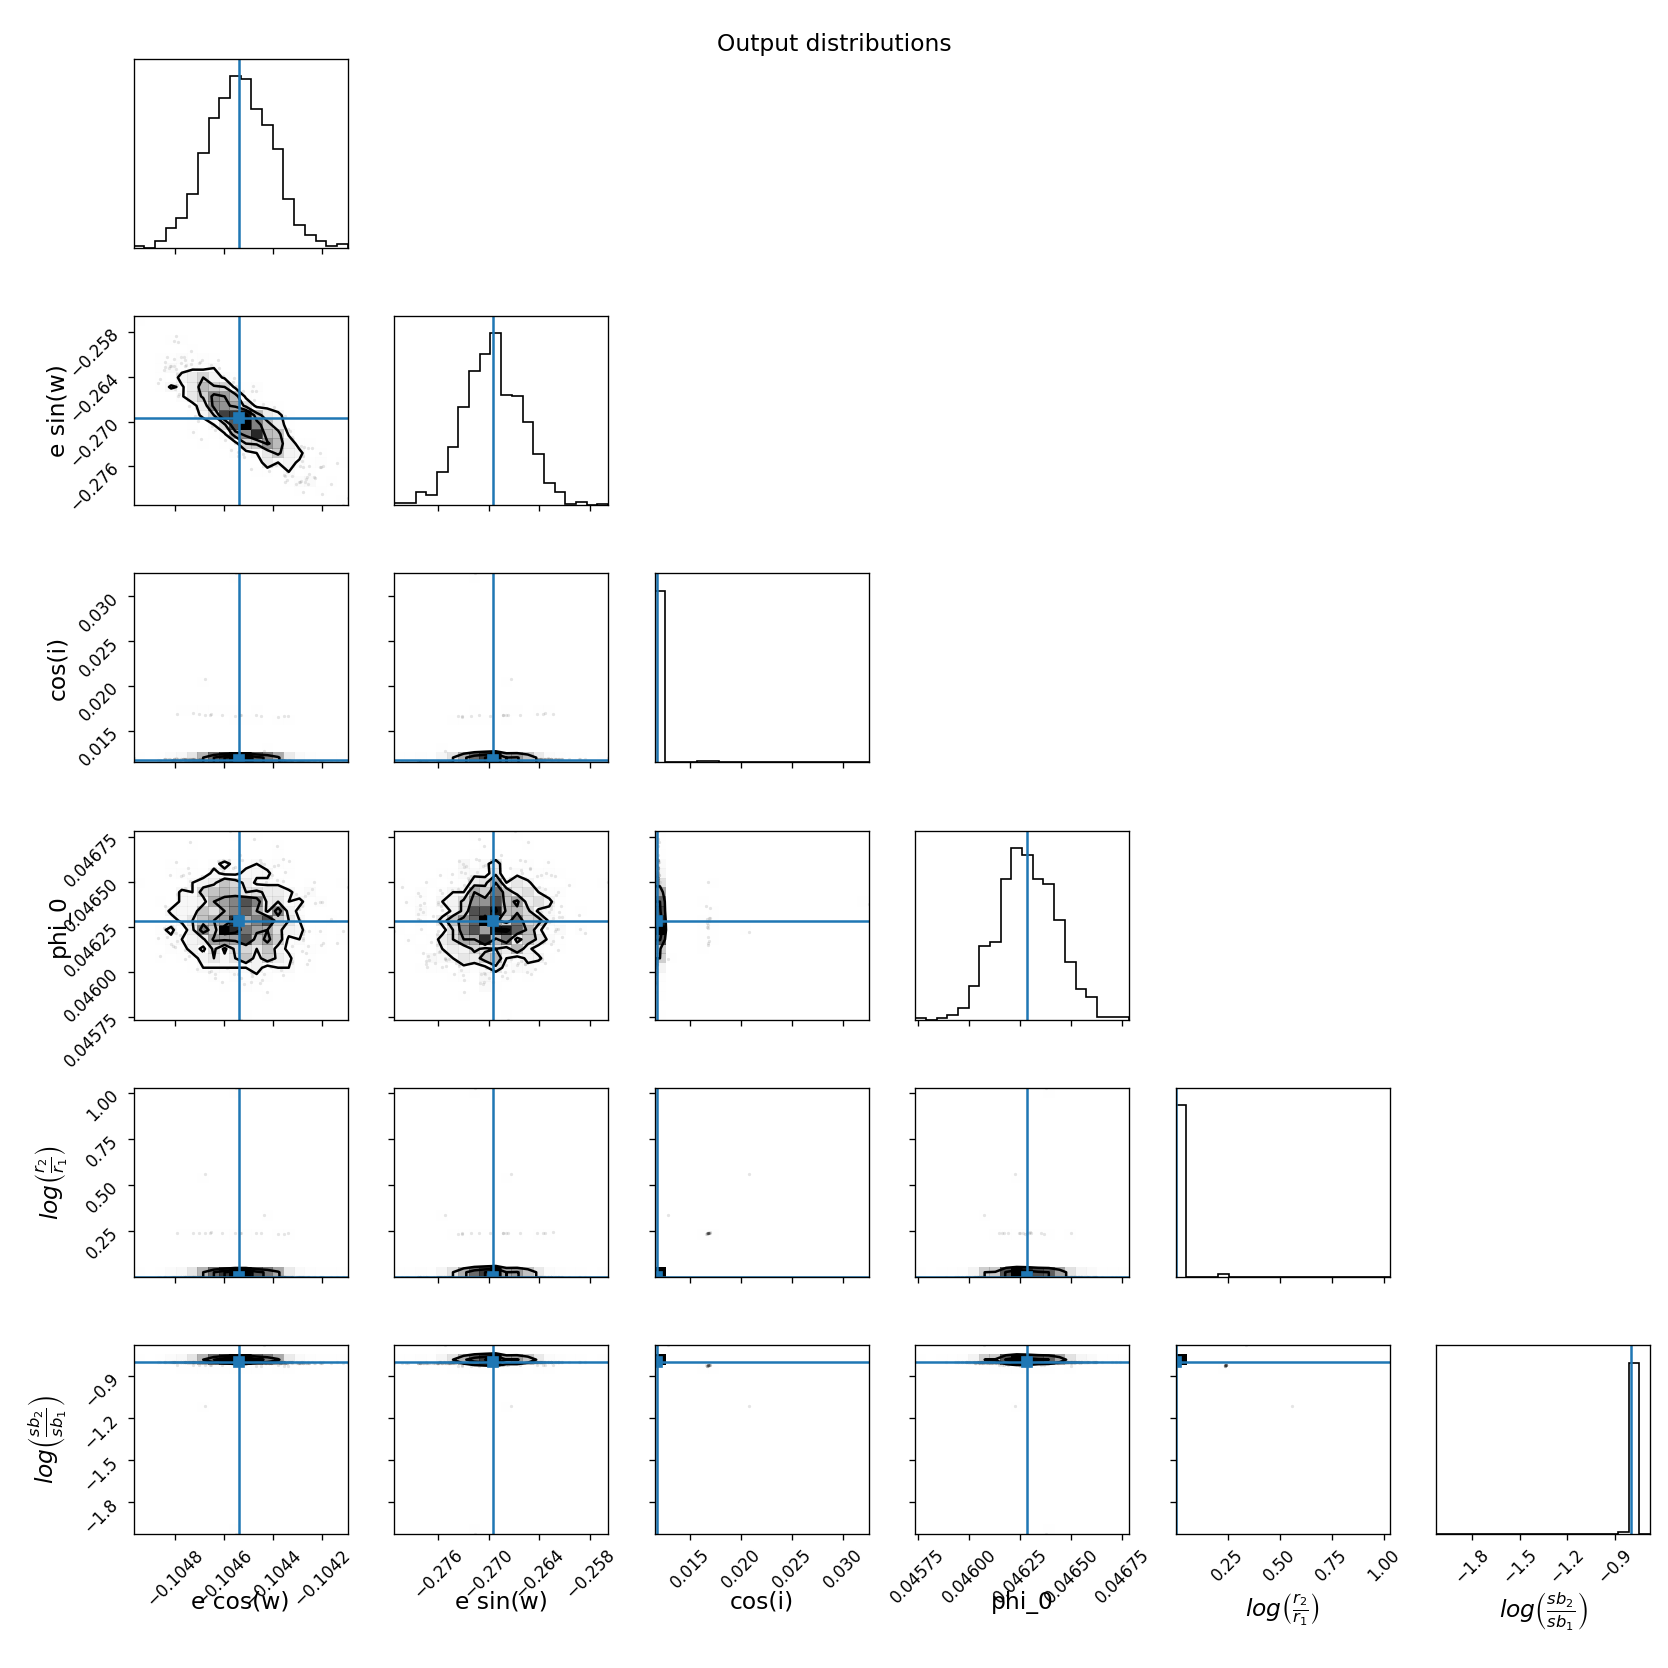 Output distributions
e sin(w)
−0.258
−0.264
−0.270
−0.276
cos(i)
0.030
0.025
0.020
0.015
phi_0
0.04675
0.04650
0.04625
0.04600
0.04575
log(r2/r1)
1.00
0.75
0.50
0.25
log(sb2/sb1)
−0.9
−1.2
−1.5
−1.8
−0.1048 −0.1046 −0.1044 −0.1042 −0.276 −0.270 −0.264 −0.258 0.015 0.020 0.025 0.030 0.04575 0.04600 0.04625 0.04650 0.04675 0.25 0.50 0.75 1.00 −1.8 −1.5 −1.2 −0.9
e cos(w) e sin(w) cos(i) phi_0 log(r2/r1) log(sb2/sb1)